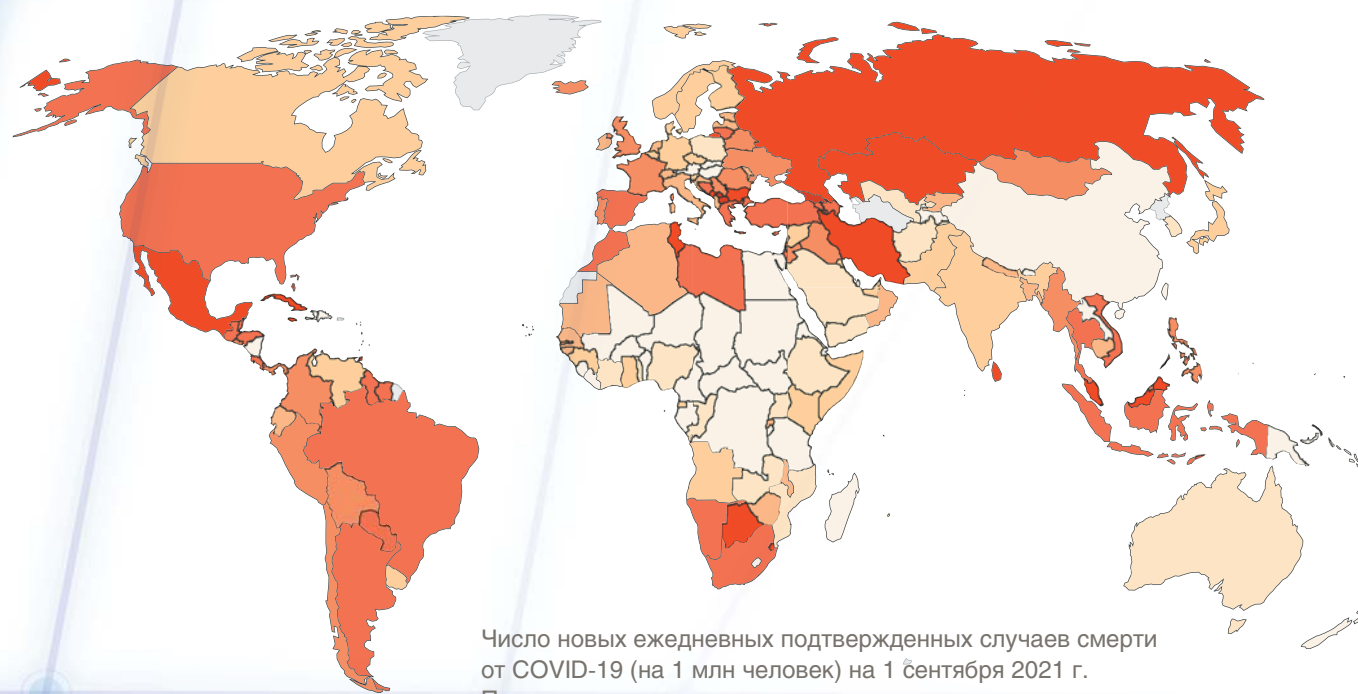 Число новых ежедневных подтвержденных случаев смерти
от COVID-19 (на 1 млн человек) на 1 сентября 2021 г.